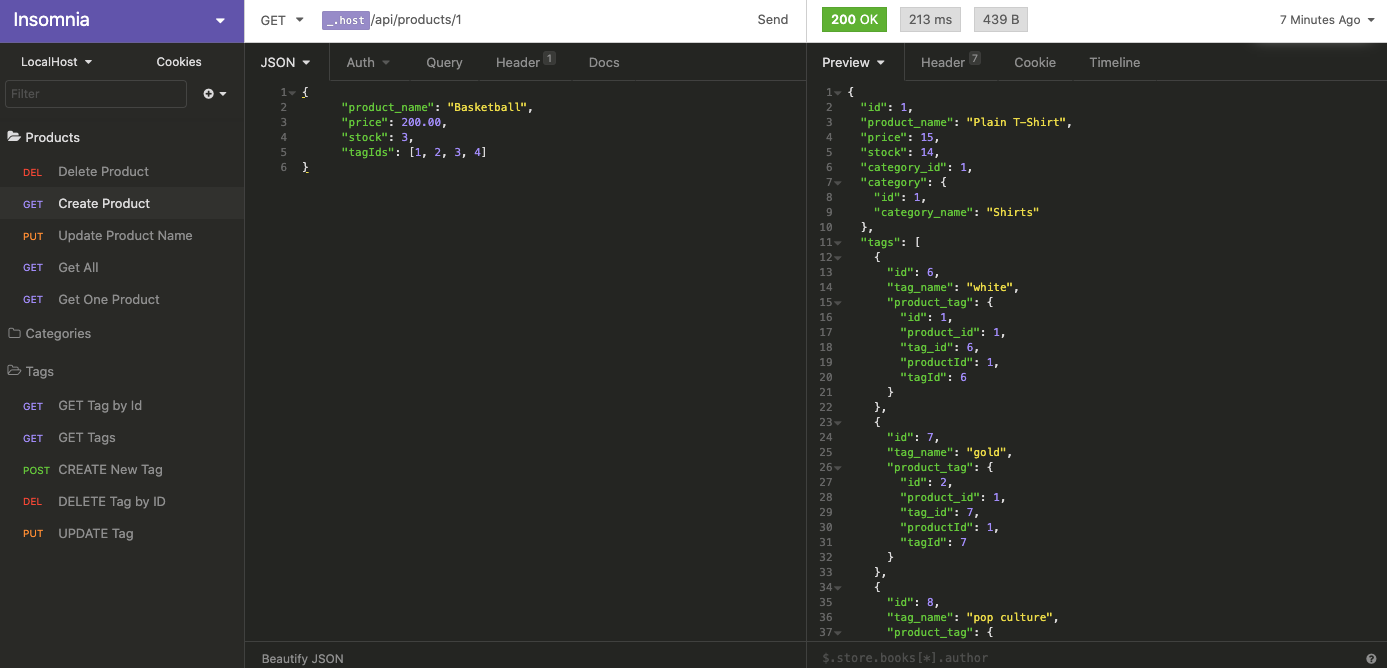 Insomnia
LocalHost Cookies
Filter
Products
DEL Delete Product
GET Create Product
PUT Update Product Name
GET Get All
GET Get One Product
Categories
Tags
GET GET Tag by Id
GET GET Tags
POST CREATE New Tag
DEL DELETE Tag by ID
PUT UPDATE Tag
GET _.host/api/products/1 Send
JSON Auth Query Header 1 Docs
1 {
2 "product_name": "Basketball",
3 "price": 200.00,
4 "stock": 3,
5 "tagIds": [1, 2, 3, 4]
6 }
Beautify JSON
200 OK 213 ms 439 B 7 Minutes Ago
Preview Header 7 Cookie Timeline
1 {
2 "id": 1,
3 "product_name": "Plain T-Shirt",
4 "price": 15,
5 "stock": 14,
6 "category_id": 1,
7 "category": {
8 "id": 1,
9 "category_name": "Shirts"
10 },
11 "tags": [
12 {
13 "id": 6,
14 "tag_name": "white",
15 "product_tag": {
16 "id": 1,
17 "product_id": 1,
18 "tag_id": 6,
19 "productId": 1,
20 "tagId": 6
21 }
22 },
23 {
24 "id": 7,
25 "tag_name": "gold",
26 "product_tag": {
27 "id": 2,
28 "product_id": 1,
29 "tag_id": 7,
30 "productId": 1,
31 "tagId": 7
32 }
33 },
34 {
35 "id": 8,
36 "tag_name": "pop culture",
37 "product_tag": {
$.store.books[*].author ?